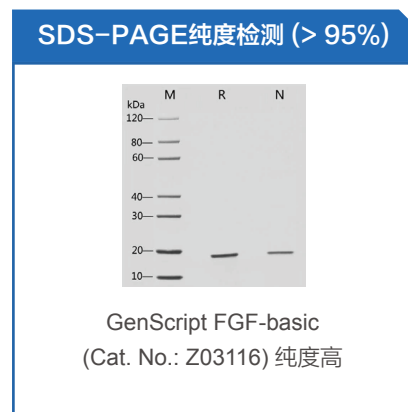 SDS-PAGE纯度检测 (> 95%)
M R N
kDa
120
80
60
40
30
20
10
GenScript FGF-basic
(Cat. No.: Z03116) 纯度高